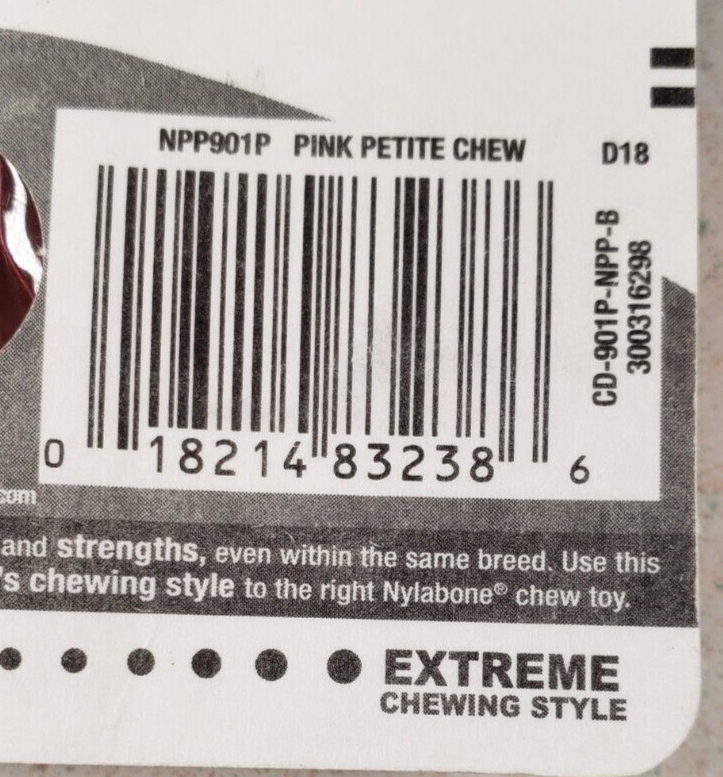 NPP901P PINK PETITE CHEW
D18
CD-901P-NPP-B
300316298
0 18214 83238 6
com
and strengths, even within the same breed. Use this
's chewing style to the right Nylabone® chew toy.
EXTREME
CHEWING STYLE